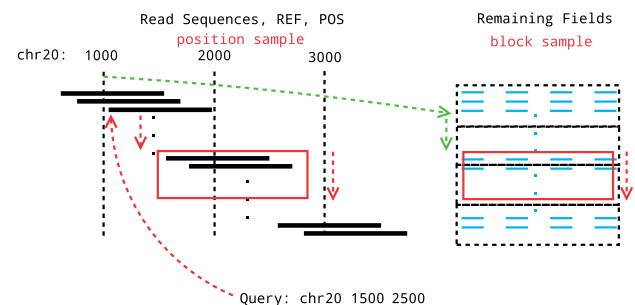 Read Sequences, REF, POS
position sample
chr20: 1000 2000 3000
Remaining Fields
block sample
Query: chr20 1500 2500